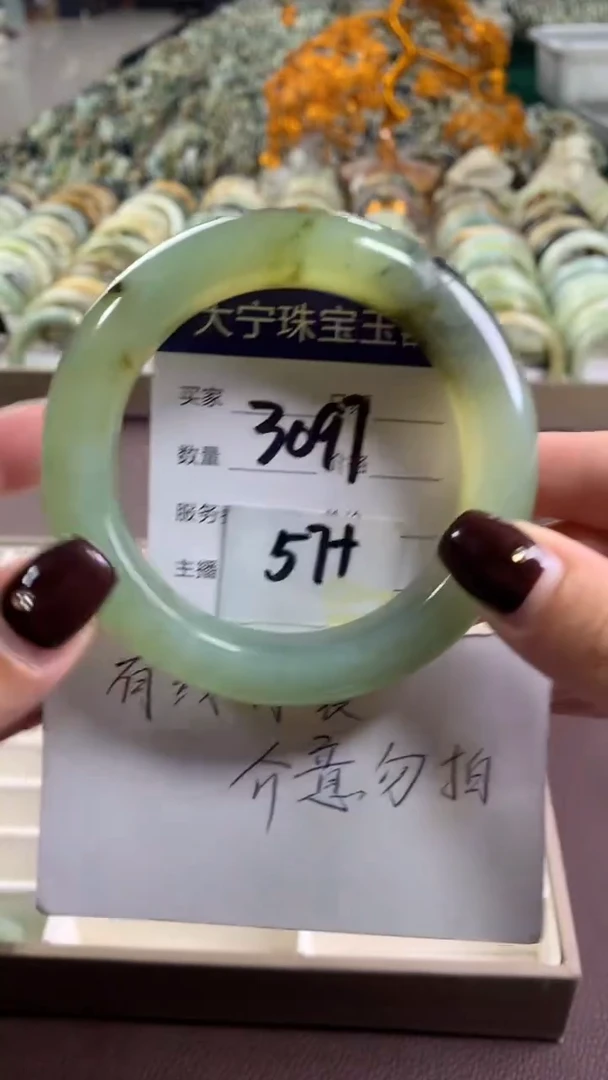 大宁珠宝玉
买家
数量 3097
服务
57+
主播
介意勿拍